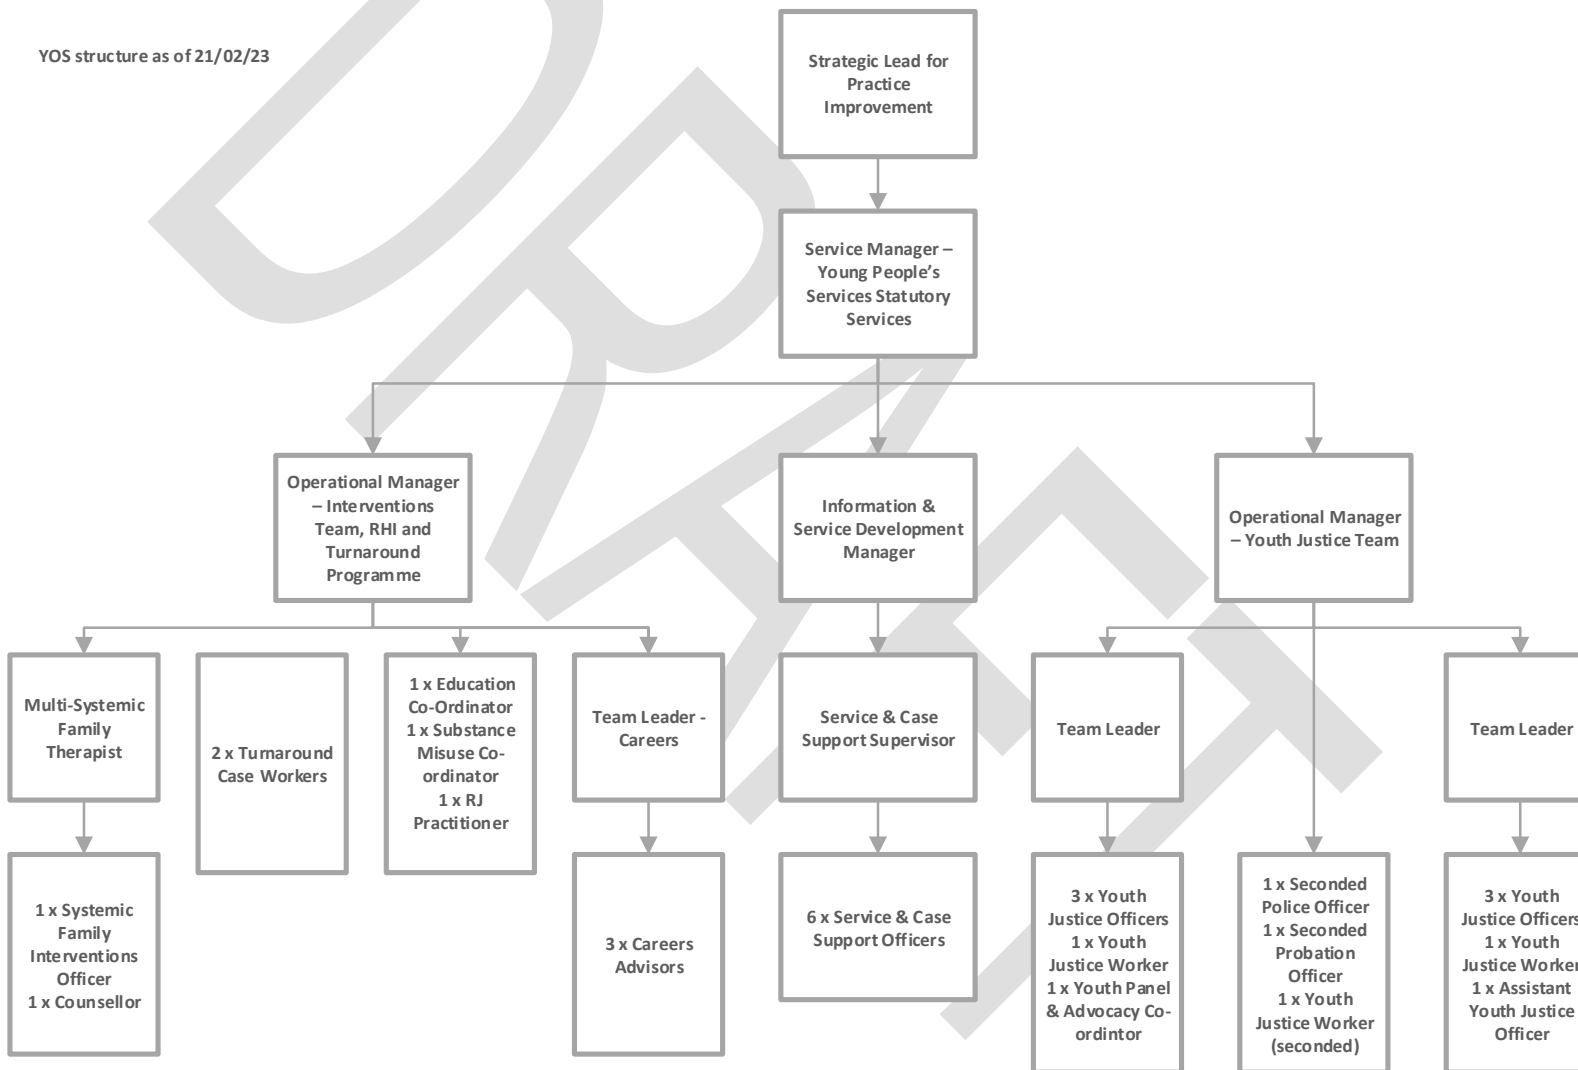 YOS structure as of 21/02/23
Strategic Lead for
Practice
Improvement
Service Manager –
Young People's
Services Statutory
Services
Operational Manager
– Interventions
Team, RHI and
Turnaround
Programme
Information &
Service Development
Manager
Operational Manager
– Youth Justice Team
Multi-Systemic
Family
Therapist
2 x Turnaround
Case Workers
1 x Education
Co-Ordinator
1 x Substance
Misuse Co-
ordinator
1 x RJ
Practitioner
Team Leader -
Careers
Service & Case
Support Supervisor
Team Leader
Team Leader
1 x Systemic
Family
Interventions
Officer
1 x Counsellor
3 x Careers
Advisors
6 x Service & Case
Support Officers
3 x Youth
Justice Officers
1 x Youth
Justice Worker
1 x Youth Panel
& Advocacy Co-
ordintor
1 x Seconded
Police Officer
1 x Seconded
Probation
Officer
1 x Youth
Justice Worker
(seconded)
3 x Youth
Justice Officers
1 x Youth
Justice Worker
1 x Assistant
Youth Justice
Officer
DRAFT